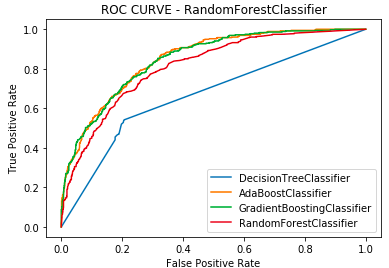 ROC CURVE - RandomForestClassifier
True Positive Rate
1.0
0.8
0.6
0.4
0.2
0.0
DecisionTreeClassifier
AdaBoostClassifier
GradientBoostingClassifier
RandomForestClassifier
0.0 0.2 0.4 0.6 0.8 1.0
False Positive Rate